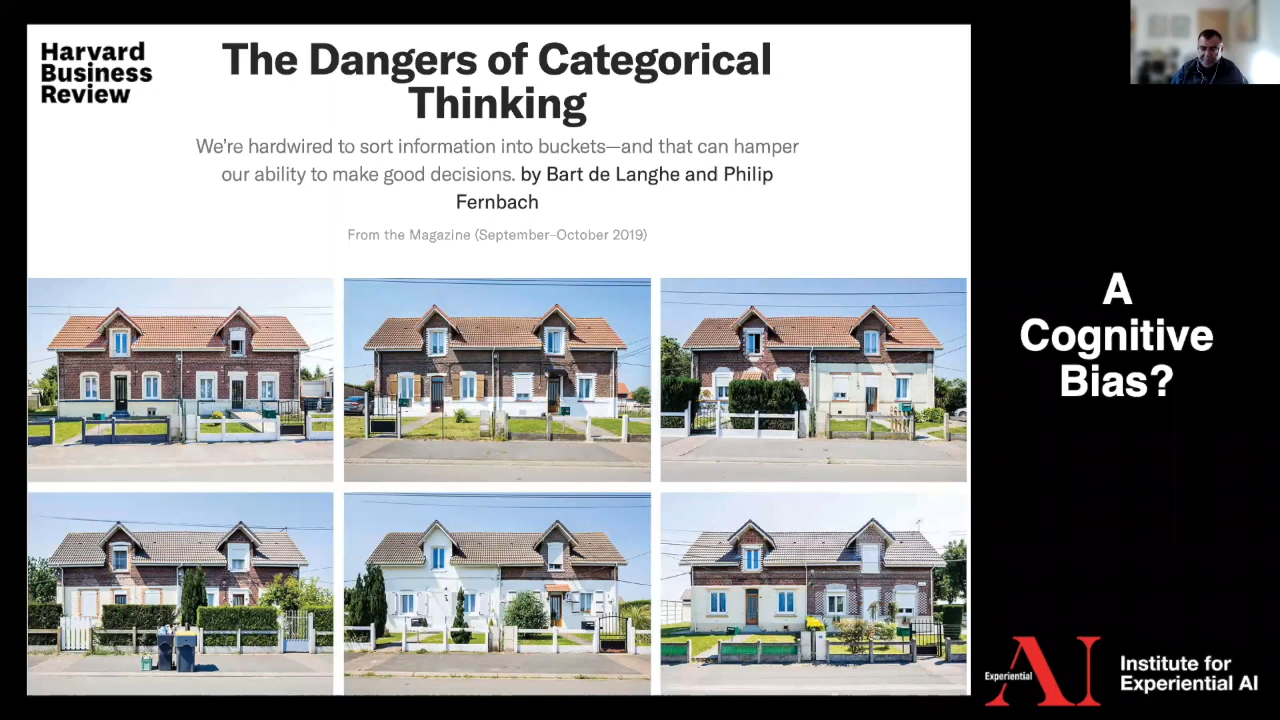 Harvard
Business
Review
The Dangers of Categorical
Thinking
We're hardwired to sort information into buckets—and that can hamper
our ability to make good decisions. by Bart de Langhe and Philip
Fernbach
From the Magazine (September–October 2019)
A
Cognitive
Bias?
Experiential
AI
Institute for
Experiential AI